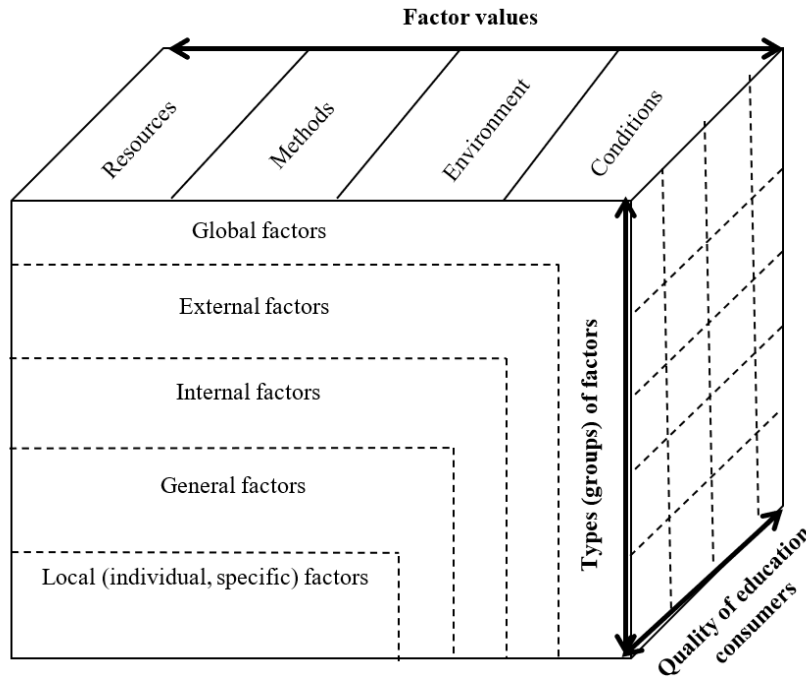 Factor values
Resources
Methods
Environment
Conditions
Global factors
External factors
Internal factors
General factors
Local (individual, specific) factors
Types (groups) of factors
Quality of education
consumers